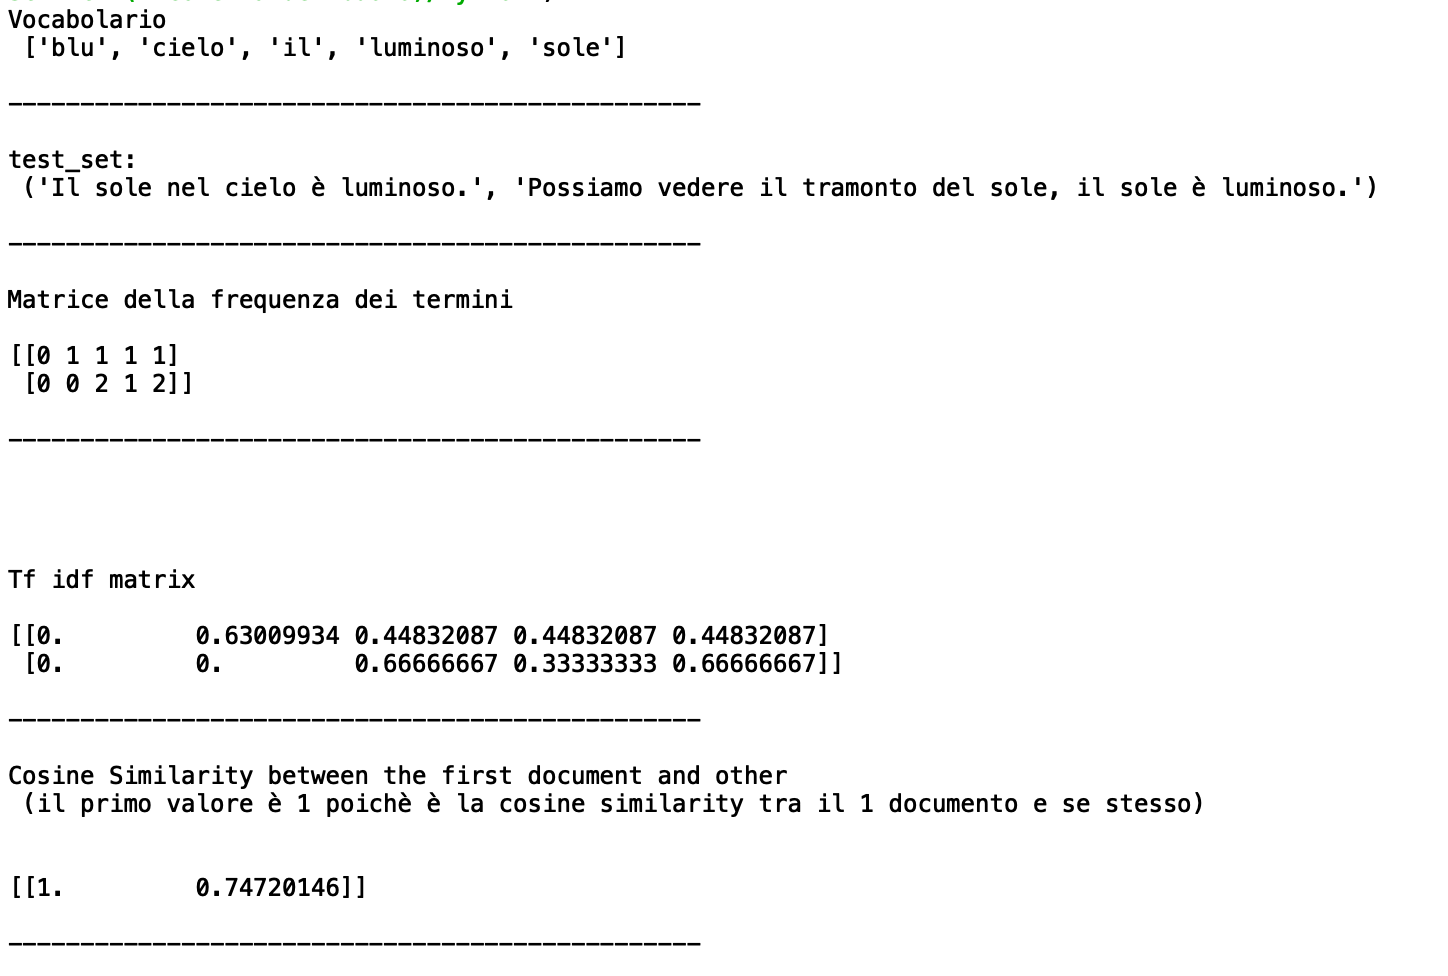 Vocabolario
['blu', 'cielo', 'il', 'luminoso', 'sole']
------------------------------------------------
test_set:
('Il sole nel cielo è luminoso.', 'Possiamo vedere il tramonto del sole, il sole è luminoso.')
------------------------------------------------
Matrice della frequenza dei termini
[[0 1 1 1 1]
[0 0 2 1 2]]
------------------------------------------------
Tf idf matrix
[[0. 0.63009934 0.44832087 0.44832087 0.44832087]
[0. 0. 0.66666667 0.33333333 0.66666667]]
------------------------------------------------
Cosine Similarity between the first document and other
(il primo valore è 1 poichè è la cosine similarity tra il 1 documento e se stesso)
[[1. 0.74720146]]
------------------------------------------------